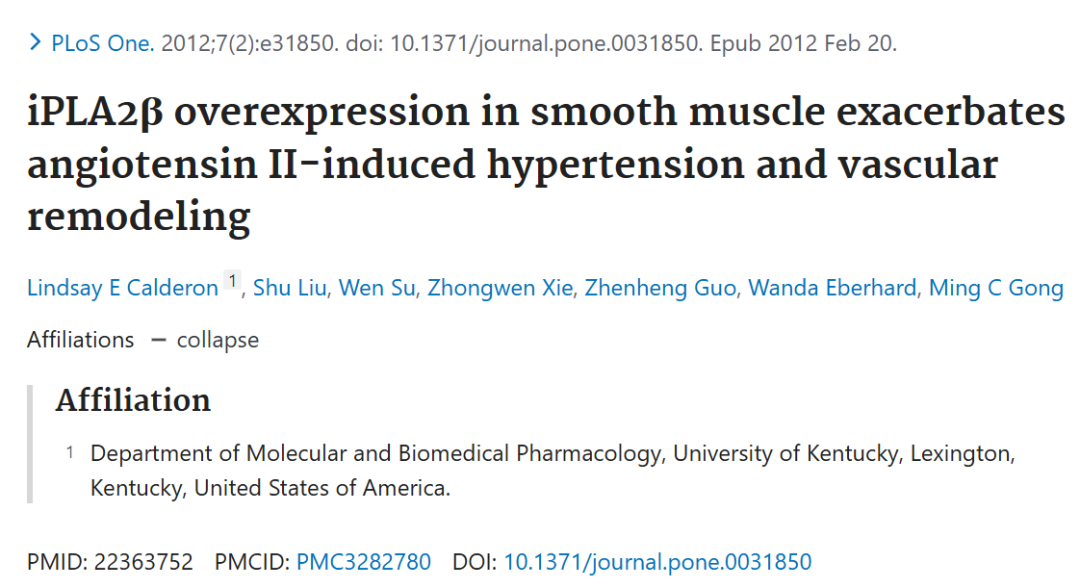 > PLoS One. 2012;7(2):e31850. doi: 10.1371/journal.pone.0031850. Epub 2012 Feb 20.
iPLA2β overexpression in smooth muscle exacerbates
angiotensin II-induced hypertension and vascular
remodeling
Lindsay E Calderon 1, Shu Liu, Wen Su, Zhongwen Xie, Zhenheng Guo, Wanda Eberhard, Ming C Gong
Affiliations — collapse
Affiliation
1 Department of Molecular and Biomedical Pharmacology, University of Kentucky, Lexington,
Kentucky, United States of America.
PMID: 22363752 PMCID: PMC3282780 DOI: 10.1371/journal.pone.0031850